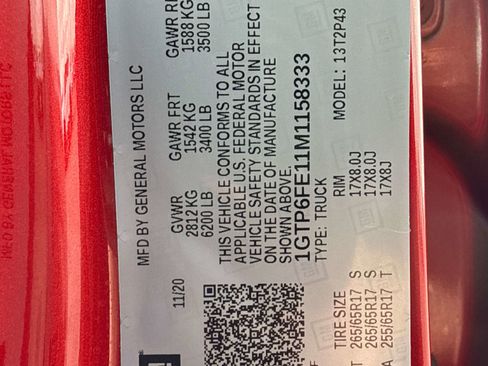 MFD BY GENERAL MOTORS LLC
11/20
GVWR GAWR FRT GAWR
2812 KG 1542 KG 1588 KG
6200 LB 3400 LB 3500 LB
THIS VEHICLE CONFORMS TO ALL
APPLICABLE U.S. FEDERAL MOTOR
VEHICLE SAFETY STANDARDS IN EFFECT
ON THE DATE OF MANUFACTURE
SHOWN ABOVE.
1GTP6FE11M1158333
TYPE: TRUCK MODEL: 13T2P43
TIRE SIZE RIM
265/65R17 S 17X8.0J
265/65R17 S 17X8.0J
255/65R17 T 17X8J
GM